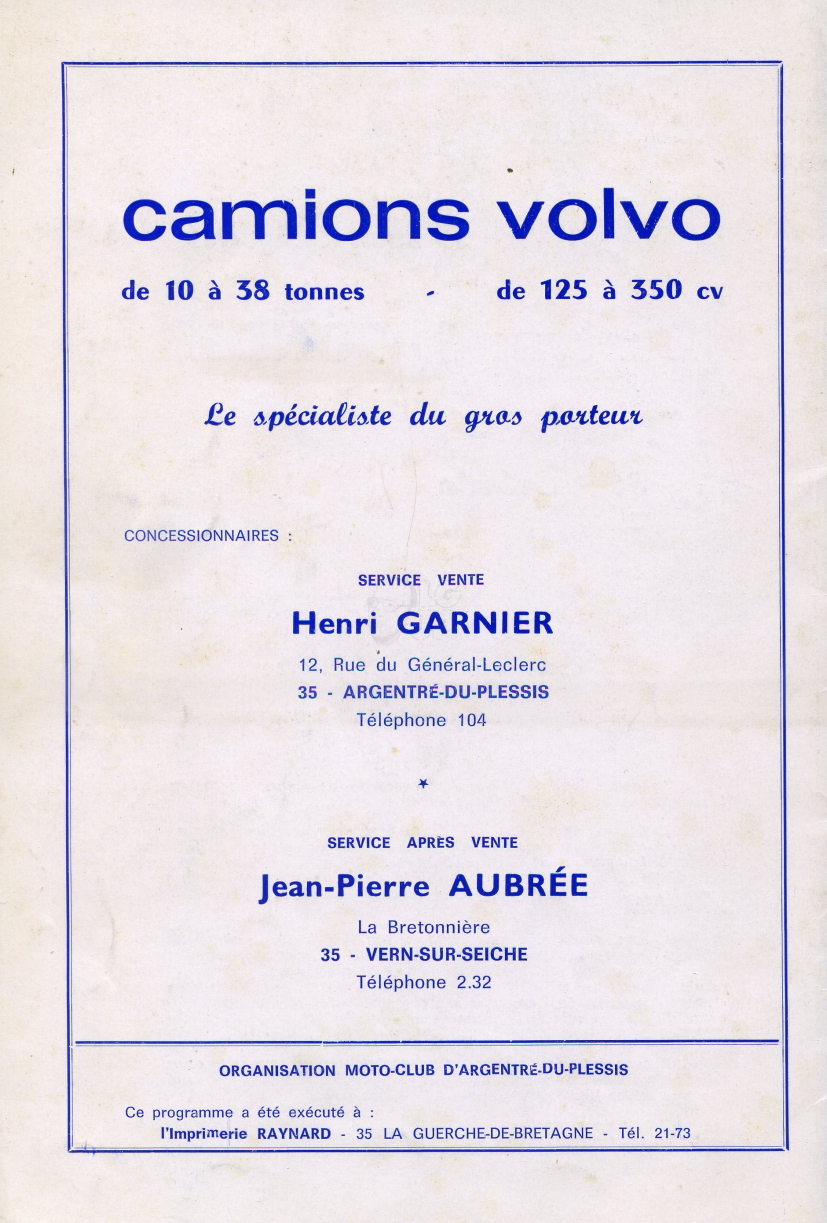 camions volvo
de 10 à 38 tonnes - de 125 à 350 cv
Le spécialiste du gros porteur
CONCESSIONNAIRES :
SERVICE VENTE
Henri GARNIER
12, Rue du Général-Leclerc
35 - ARGENTRÉ-DU-PLESSIS
Téléphone 104
★
SERVICE APRÈS VENTE
Jean-Pierre AUBRÉE
La Bretonnière
35 - VERN-SUR-SEICHE
Téléphone 2.32
ORGANISATION MOTO-CLUB D'ARGENTRÉ-DU-PLESSIS
Ce programme a été exécuté à :
l'Imprimerie RAYNARD - 35 LA GUERCHE-DE-BRETAGNE - Tél. 21-73